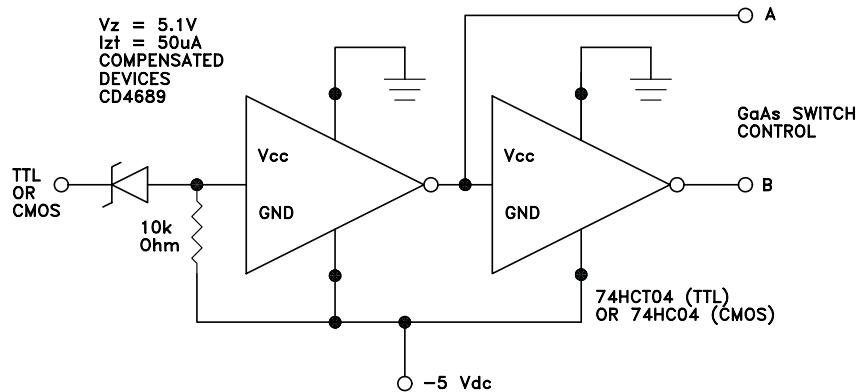 Vz = 5.1V
Izt = 50uA
COMPENSATED
DEVICES
CD4689
A
GaAs SWITCH
CONTROL
Vcc
Vcc
TTL
OR
CMOS
B
GND
GND
10k
Ohm
74HCT04 (TTL)
OR 74HC04 (CMOS)
-5 Vdc